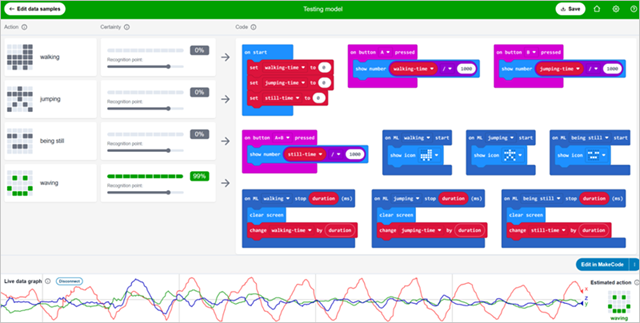 Edit data samples
Testing model
Save
Action
Certainty
Code
walking
0%
Recognition point:
jumping
0%
Recognition point:
being still
0%
Recognition point:
waving
99%
Recognition point:
on start
set walking-time to 0
set jumping-time to 0
set still-time to 0
on button A pressed
show number walking-time / 1000
on button B pressed
show number jumping-time / 1000
on button A+B pressed
show number still-time / 1000
on ML walking start
show icon
on ML jumping start
show icon
on ML being still start
show icon
on ML walking stop duration (ms)
clear screen
change walking-time by duration
on ML jumping stop duration (ms)
clear screen
change jumping-time by duration
on ML being still stop duration (ms)
clear screen
change still-time by duration
Edit in MakeCode
Live data graph
Disconnect
Estimated action
X
Z
waving